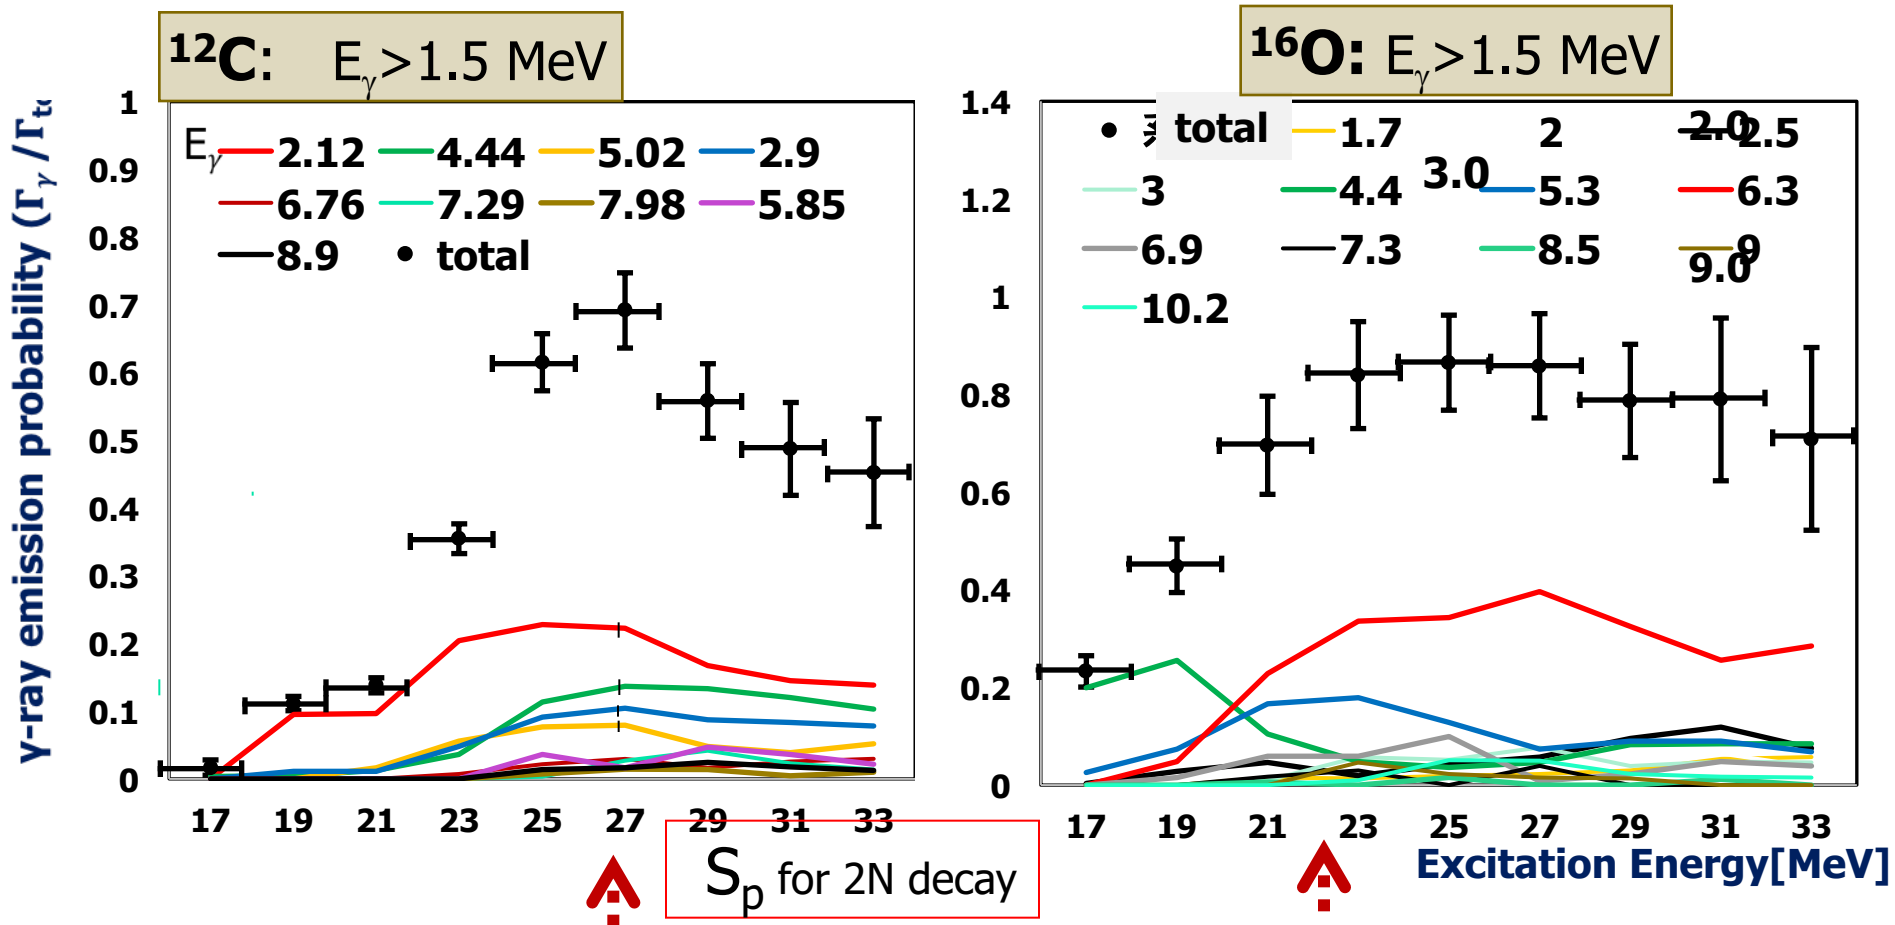 ¹²C: Eγ>1.5 MeV
¹⁶O: Eγ>1.5 MeV
γ-ray emission probability (Γγ /Γ
1
0.9
0.8
0.7
0.6
0.5
0.4
0.3
0.2
0.1
0
Eγ 2.12 4.44 5.02 2.9
6.76 7.29 7.98 5.85
8.9 total
17 19 21 23 25 27 29 31 33
1.4
1.2
1
0.8
0.6
0.4
0.2
0
total 1.7 2 2.0 2.5
3 4.4 3.0 5.3 6.3
6.9 7.3 8.5 9
9.0
10.2
17 19 21 23 25 27 29 31 33
Sp for 2N decay
Excitation Energy[MeV]